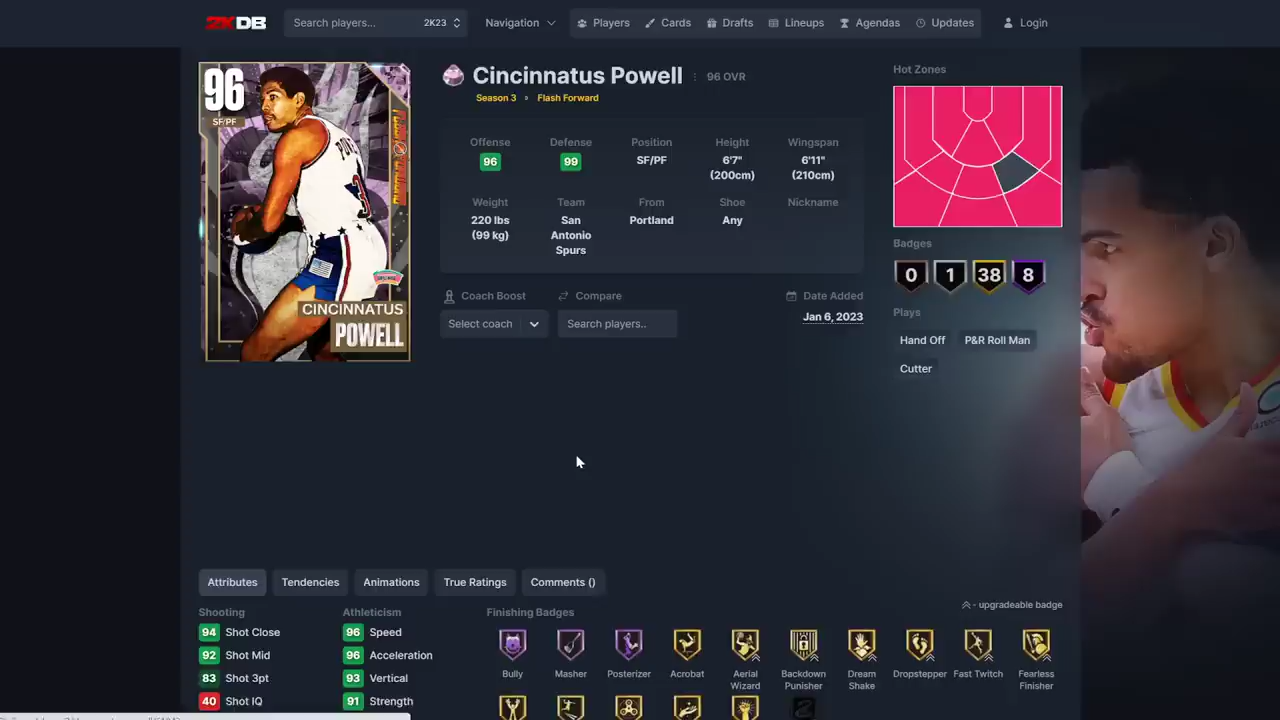 2KDB
Search players...
2K23
Navigation
Players
Cards
Drafts
Lineups
Agendas
Updates
Login
96
SF/PF
CINCINNATUS
POWELL
Cincinnatus Powell
96 OVR
Season 3 » Flash Forward
Offense
96
Defense
99
Position
SF/PF
Height
6'7"
(200cm)
Wingspan
6'11"
(210cm)
Weight
220 lbs
(99 kg)
Team
San
Antonio
Spurs
From
Portland
Shoe
Any
Nickname
Coach Boost
Select coach
Compare
Search players..
Date Added
Jan 6, 2023
Hot Zones
Badges
0 1 38 8
Plays
Hand Off
P&R Roll Man
Cutter
Attributes
Tendencies
Animations
True Ratings
Comments ()
- upgradeable badge
Shooting
94 Shot Close
92 Shot Mid
83 Shot 3pt
40 Shot IQ
Athleticism
96 Speed
96 Acceleration
93 Vertical
91 Strength
Finishing Badges
Bully
Masher
Posterizer
Acrobat
Aerial
Wizard
Backdown
Punisher
Dream
Shake
Dropstepper
Fast Twitch
Fearless
Finisher